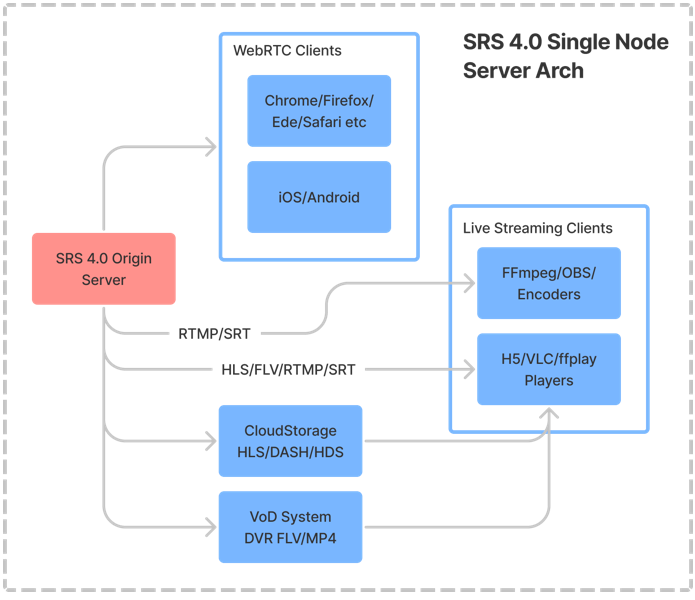 SRS 4.0 Single Node
Server Arch
WebRTC Clients
Chrome/Firefox/
Ede/Safari etc
iOS/Android
SRS 4.0 Origin
Server
Live Streaming Clients
FFmpeg/OBS/
Encoders
RTMP/SRT
H5/VLC/ffplay
Players
HLS/FLV/RTMP/SRT
CloudStorage
HLS/DASH/HDS
VoD System
DVR FLV/MP4